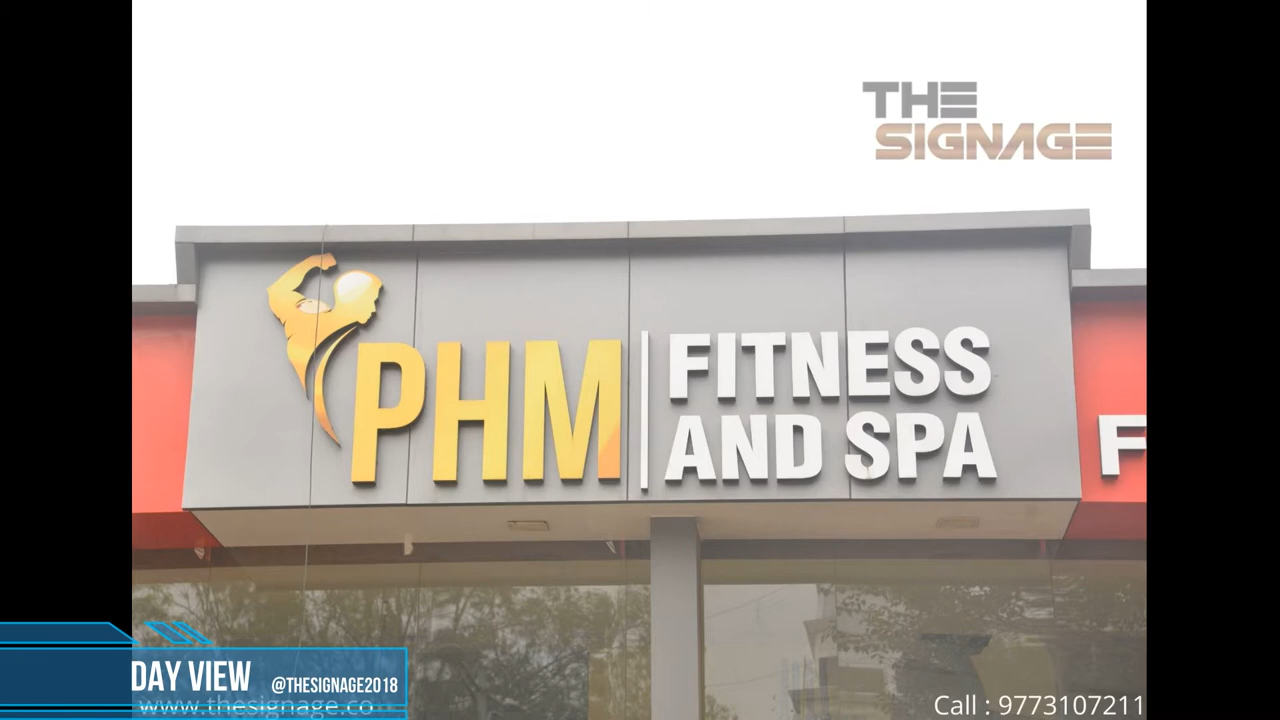 THE
SIGNAGE
PHM
FITNESS
AND SPA
F
DAY VIEW
@THESIGNAGE2018
www.thesignage.co
Call : 9773107211